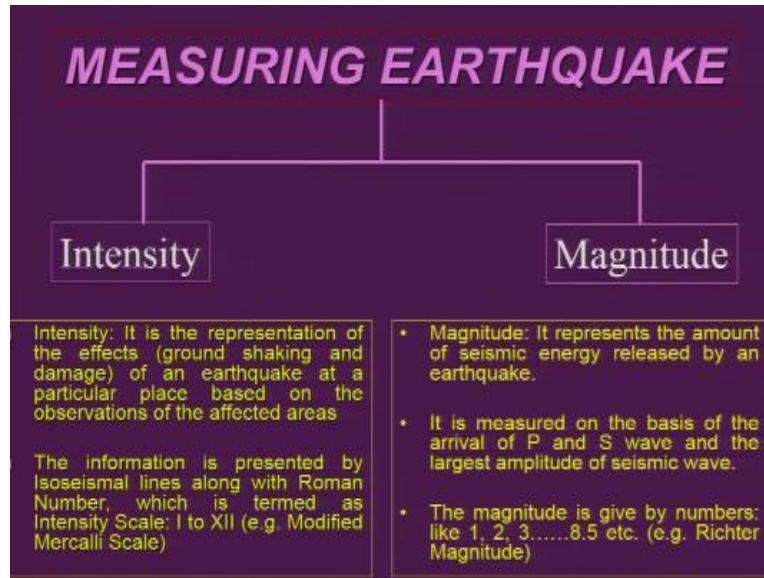 MEASURING EARTHQUAKE
Intensity
Magnitude
Intensity: It is the representation of
the effects (ground shaking and
damage) of an earthquake at a
particular place based on the
observations of the affected areas
The information is presented by
Isoseismal lines along with Roman
Number, which is termed as
Intensity Scale: I to XII (e.g. Modified
Mercalli Scale)
• Magnitude: It represents the amount
of seismic energy released by an
earthquake.
• It is measured on the basis of the
arrival of P and S wave and the
largest amplitude of seismic wave.
• The magnitude is give by numbers:
like 1, 2, 3......8.5 etc. (e.g. Richter
Magnitude)